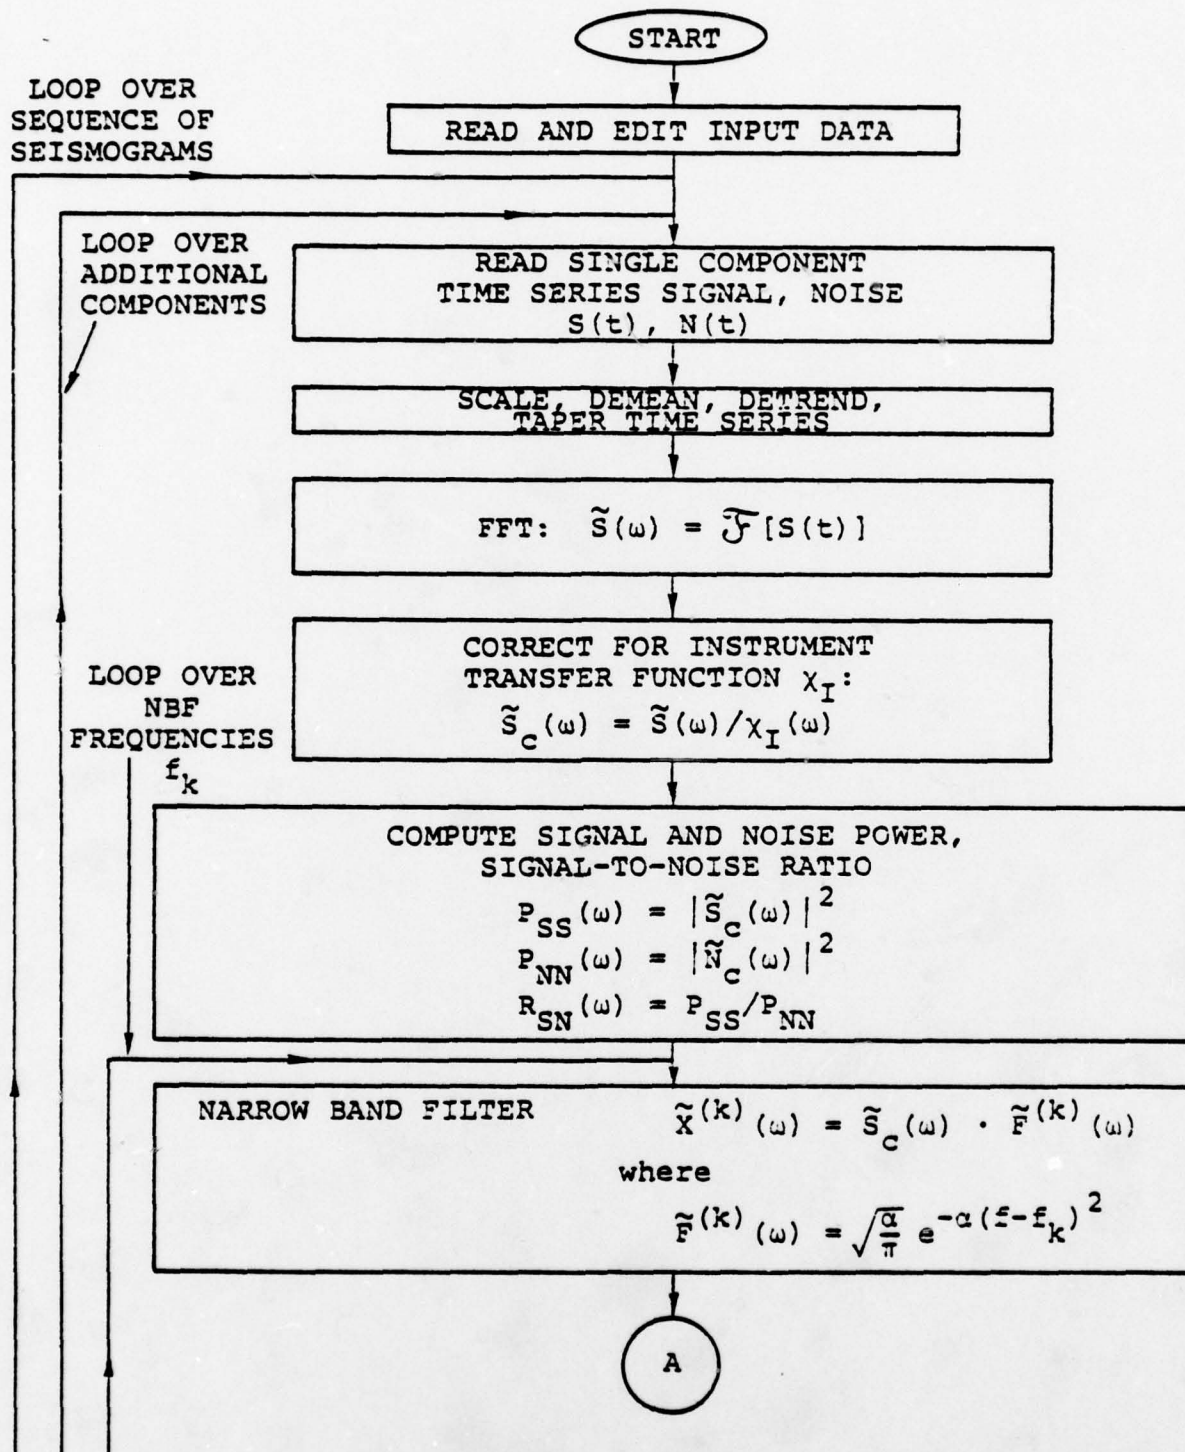 START
LOOP OVER
SEQUENCE OF
SEISMOGRAMS
READ AND EDIT INPUT DATA
LOOP OVER
ADDITIONAL
COMPONENTS
READ SINGLE COMPONENT
TIME SERIES SIGNAL, NOISE
S(t), N(t)
SCALE, DEMEAN, DETREND,
TAPER TIME SERIES
FFT: S̃(ω) = ℱ̃[S(t)]
CORRECT FOR INSTRUMENT
TRANSFER FUNCTION χ_I:
S̃_c(ω) = S̃(ω)/χ_I(ω)
LOOP OVER
NBF
FREQUENCIES
f_k
COMPUTE SIGNAL AND NOISE POWER,
SIGNAL-TO-NOISE RATIO
P_SS(ω) = |S̃_c(ω)|²
P_NN(ω) = |Ñ_c(ω)|²
R_SN(ω) = P_SS/P_NN
NARROW BAND FILTER X̃^(k)(ω) = S̃_c(ω) · F̃^(k)(ω)
where
F̃^(k)(ω) = √(α/π) e^-α(f-f_k)²
A